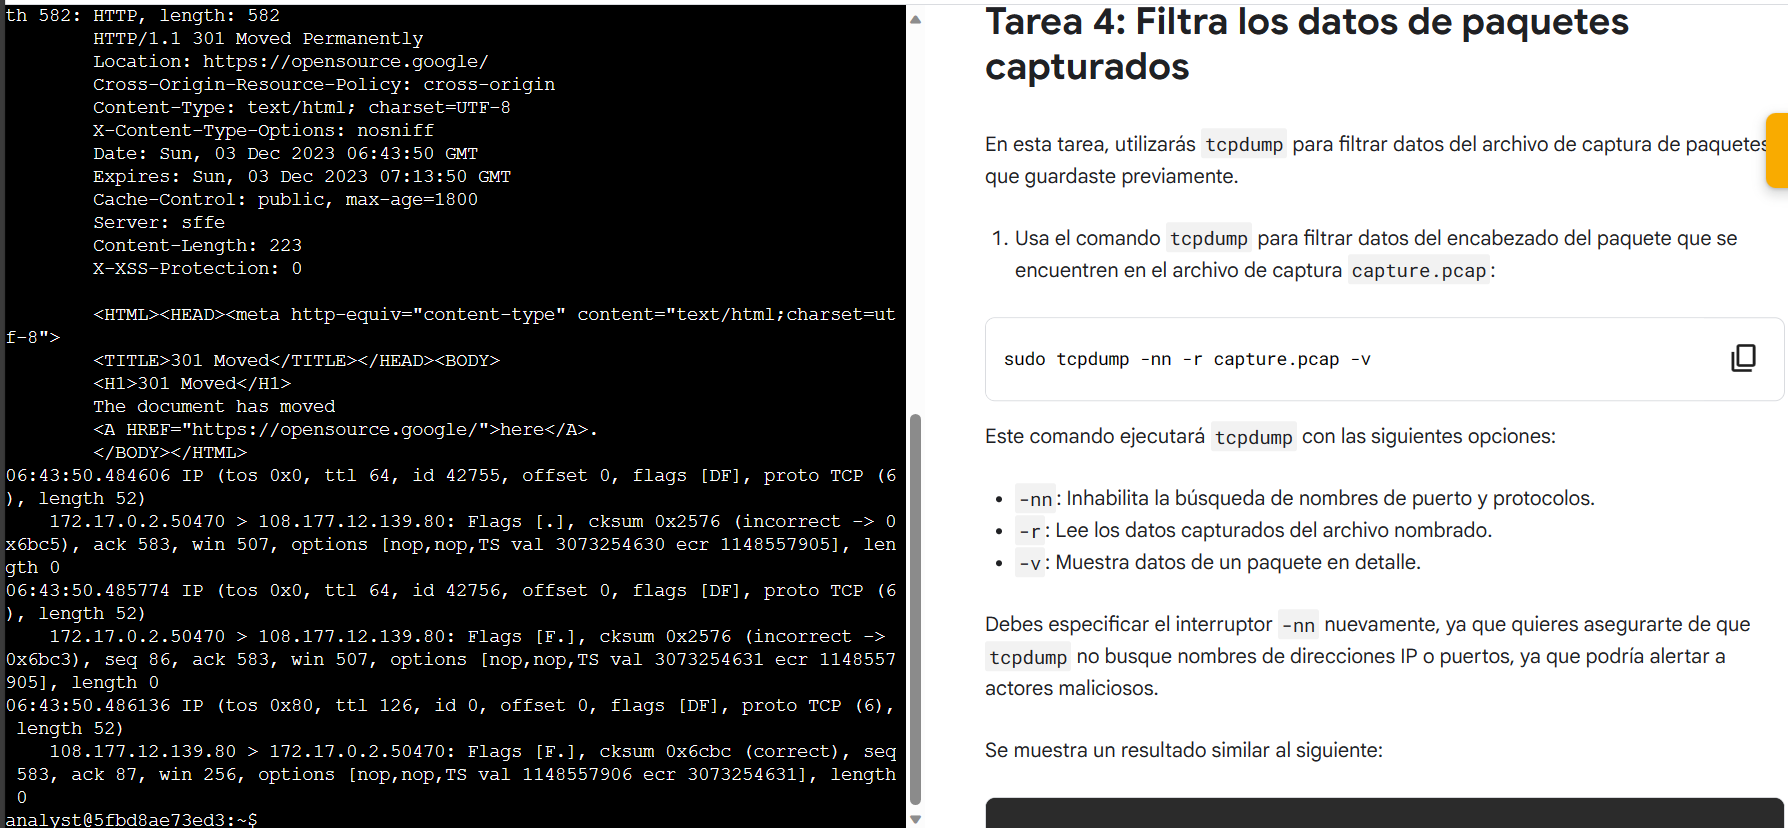 th 582: HTTP, length: 582
HTTP/1.1 301 Moved Permanently
Location: https://opensource.google/
Cross-Origin-Resource-Policy: cross-origin
Content-Type: text/html; charset=UTF-8
X-Content-Type-Options: nosniff
Date: Sun, 03 Dec 2023 06:43:50 GMT
Expires: Sun, 03 Dec 2023 07:13:50 GMT
Cache-Control: public, max-age=1800
Server: sffe
Content-Length: 223
X-XSS-Protection: 0
<HTML><HEAD><meta http-equiv="content-type" content="text/html;charset=ut
f-8">
<TITLE>301 Moved</TITLE></HEAD><BODY>
<H1>301 Moved</H1>
The document has moved
<A HREF="https://opensource.google/">here</A>.
</BODY></HTML>
06:43:50.484606 IP (tos 0x0, ttl 64, id 42755, offset 0, flags [DF], proto TCP (6
), length 52)
172.17.0.2.50470 > 108.177.12.139.80: Flags [.], cksum 0x2576 (incorrect -> 0
x6bc5), ack 583, win 507, options [nop,nop,TS val 3073254630 ecr 1148557905], len
gth 0
06:43:50.485774 IP (tos 0x0, ttl 64, id 42756, offset 0, flags [DF], proto TCP (6
), length 52)
172.17.0.2.50470 > 108.177.12.139.80: Flags [F.], cksum 0x2576 (incorrect ->
0x6bc3), seq 86, ack 583, win 507, options [nop,nop,TS val 3073254631 ecr 1148557
905], length 0
06:43:50.486136 IP (tos 0x80, ttl 126, id 0, offset 0, flags [DF], proto TCP (6),
length 52)
108.177.12.139.80 > 172.17.0.2.50470: Flags [F.], cksum 0x6cbc (correct), seq
583, ack 87, win 256, options [nop,nop,TS val 1148557906 ecr 3073254631], length
0
analyst@5fbd8ae73ed3:~$
Tarea 4: Filtra los datos de paquetes
capturados
En esta tarea, utilizarás tcpdump para filtrar datos del archivo de captura de paquetes
que guardaste previamente.
1. Usa el comando tcpdump para filtrar datos del encabezado del paquete que se
encuentren en el archivo de captura capture.pcap:
sudo tcpdump -nn -r capture.pcap -v
Este comando ejecutará tcpdump con las siguientes opciones:
• -nn: Inhabilita la búsqueda de nombres de puerto y protocolos.
• -r: Lee los datos capturados del archivo nombrado.
• -v: Muestra datos de un paquete en detalle.
Debes especificar el interruptor -nn nuevamente, ya que quieres asegurarte de que
tcpdump no busque nombres de direcciones IP o puertos, ya que podría alertar a
actores maliciosos.
Se muestra un resultado similar al siguiente: